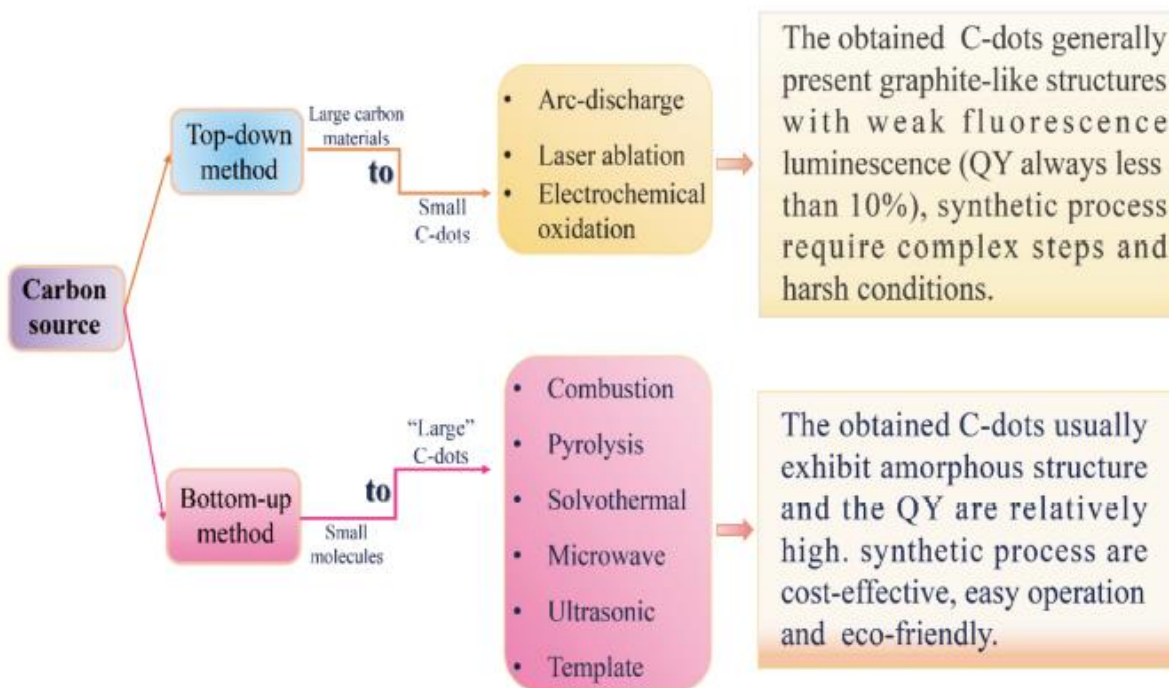 Carbon
source
Top-down
method
Large carbon
materials
to
Small
C-dots
• Arc-discharge
• Laser ablation
• Electrochemical
oxidation
The obtained C-dots generally
present graphite-like structures
with weak fluorescence
luminescence (QY always less
than 10%), synthetic process
require complex steps and
harsh conditions.
Bottom-up
method
Small
molecules
to
“Large”
C-dots
• Combustion
• Pyrolysis
• Solvothermal
• Microwave
• Ultrasonic
• Template
The obtained C-dots usually
exhibit amorphous structure
and the QY are relatively
high. synthetic process are
cost-effective, easy operation
and eco-friendly.